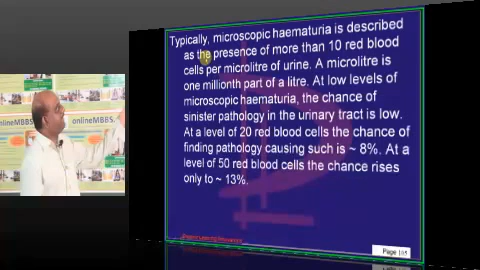 Typically, microscopic haematuria is described
as the presence of more than 10 red blood
cells per microlitre of urine. A microlitre is
one millionth part of a litre. At low levels of
microscopic haematuria, the chance of
sinister pathology in the urinary tract is low.
At a level of 20 red blood cells the chance of
finding pathology causing such is ~ 8%. At a
level of 50 red blood cells the chance rises
only to ~ 13%.
onlineMBBS.
onlineMBBS
Page 185